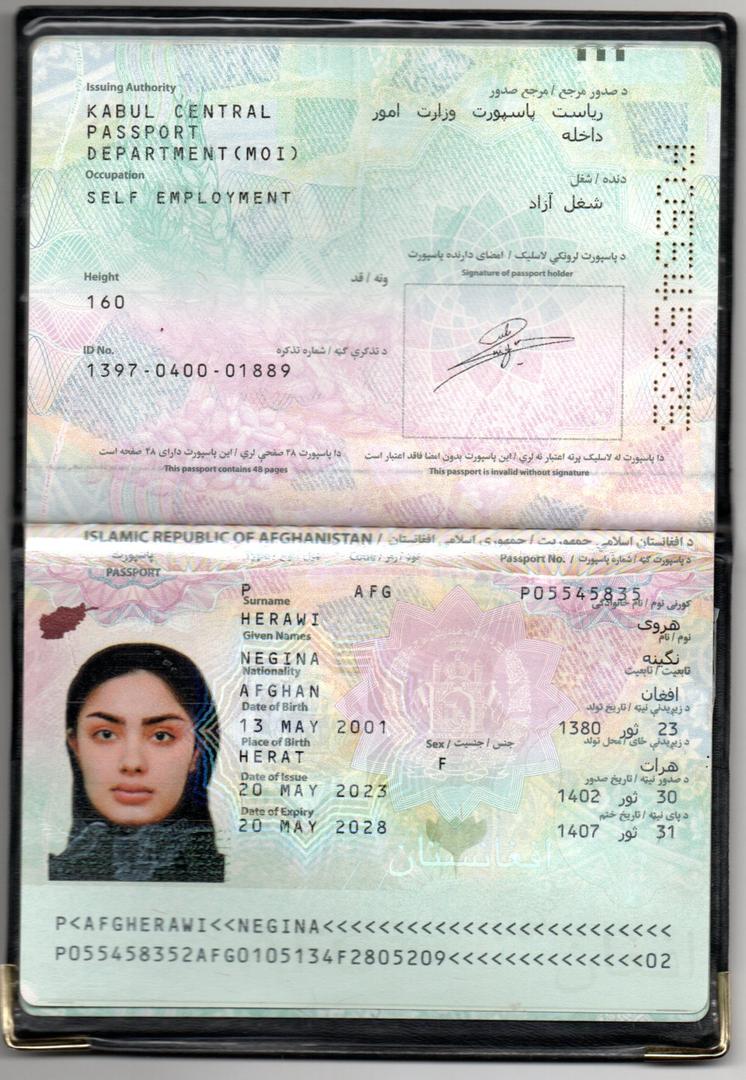 Issuing Authority
د صدور مرجع / مرجع صدور
KABUL CENTRAL
PASSPORT
DEPARTMENT(MOI)
ریاست پاسپورت وزارت امور
داخله
Occupation
دنده / شغل
SELF EMPLOYMENT
شغل آزاد
د پاسپورت لرونکي لاسلیک / امضای دارنده پاسپورت
Signature of passport holder
Height
ونه / قد
160
ID No.
د تذکرې ګڼه / شماره تذکره
1397-0400-01889
دا پاسپورت ۴۸ صفحې لري / این پاسپورت دارای ۴۸ صفحه است
This passport contains 48 pages
دا پاسپورت له لاسلیک پرته اعتبار نه لري / این پاسپورت بدون امضا فاقد اعتبار است
This passport is invalid without signature
ISLAMIC REPUBLIC OF AFGHANISTAN / د افغانستان اسلامي جمهوریت / جمهوری اسلامی افغانستان
پاسپورت
PASSPORT
Passport No. / د پاسپورت ګڼه / شماره پاسپورت
P AFG P05545835
Surname
کورنی نوم / نام خانوادگی
HERAWI
هروی
Given Names
نوم / نام
NEGINA
نگینه
Nationality
تابعیت / تابعیت
AFGHAN
افغان
Date of Birth
د زېږېدنې نېټه / تاریخ تولد
13 MAY 2001
23 ثور 1380
Place of Birth
Sex / جنس / جنسیت
د زېږېدنې ځای / محل تولد
HERAT
F
هرات
Date of Issue
د صدور نېټه / تاریخ صدور
20 MAY 2023
30 ثور 1402
Date of Expiry
د پای نېټه / تاریخ ختم
20 MAY 2028
31 ثور 1407
افغانستان
P<AFGHERAWI<<NEGINA<<<<<<<<<<<<<<<<<<<<<<<<<
P055458352AFG0105134F2805209<<<<<<<<<<<<<<02